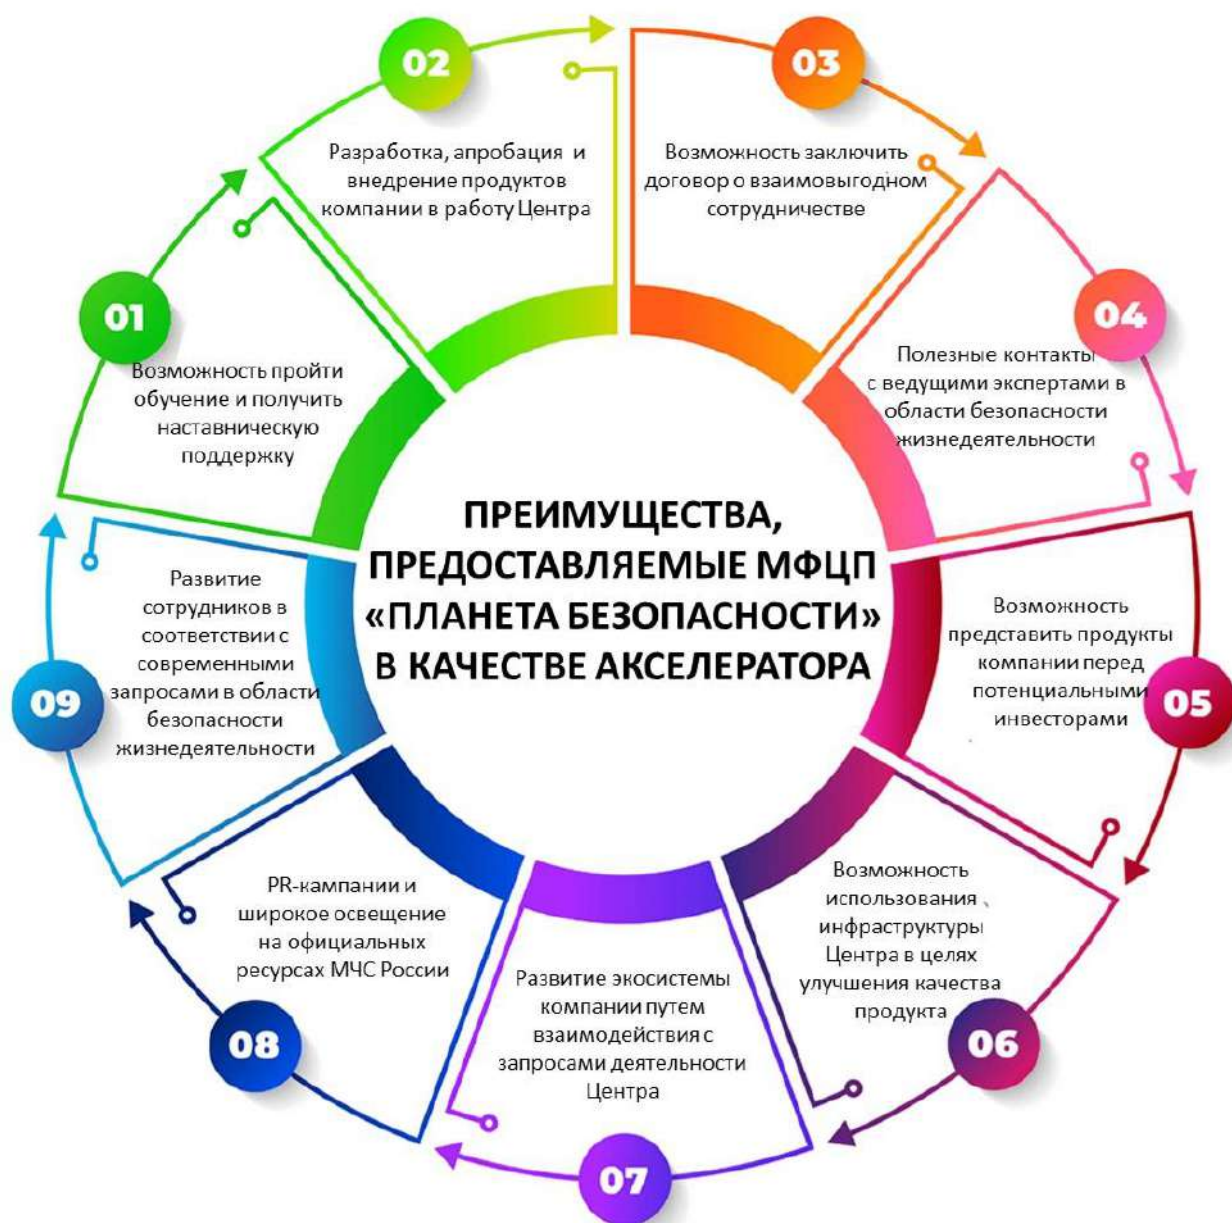 ПРЕИМУЩЕСТВА,
ПРЕДОСТАВЛЯЕМЫЕ МФЦП
«ПЛАНЕТА БЕЗОПАСНОСТИ»
В КАЧЕСТВЕ АКСЕЛЕРАТОРА
01
Возможность пройти
обучение и получить
наставническую
поддержку
02
Разработка, апробация и
внедрение продуктов
компании в работу Центра
03
Возможность заключить
договор о взаимовыгодном
сотрудничестве
04
Полезные контакты
с ведущими экспертами в
области безопасности
жизнедеятельности
05
Возможность
представить продукты
компании перед
потенциальными
инвесторами
06
Возможность
использования
инфраструктуры
Центра в целях
улучшения качества
продукта
07
Развитие экосистемы
компании путем
взаимодействия с
запросами деятельности
Центра
08
PR-кампании и
широкое освещение
на официальных
ресурсах МЧС России
09
Развитие
сотрудников в
соответствии с
современными
запросами в области
безопасности
жизнедеятельности